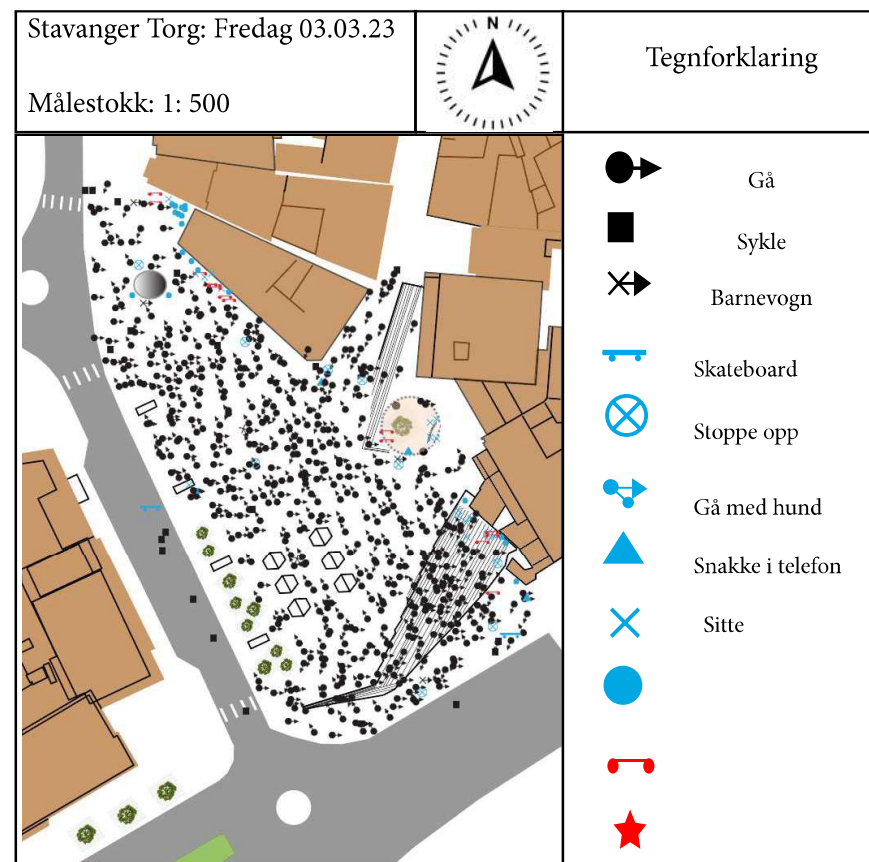 Stavanger Torg: Fredag 03.03.23
Målestokk: 1: 500
N
Tegnforklaring
Gå
Sykle
Barnevogn
Skateboard
Stoppe opp
Gå med hund
Snakke i telefon
Sitte